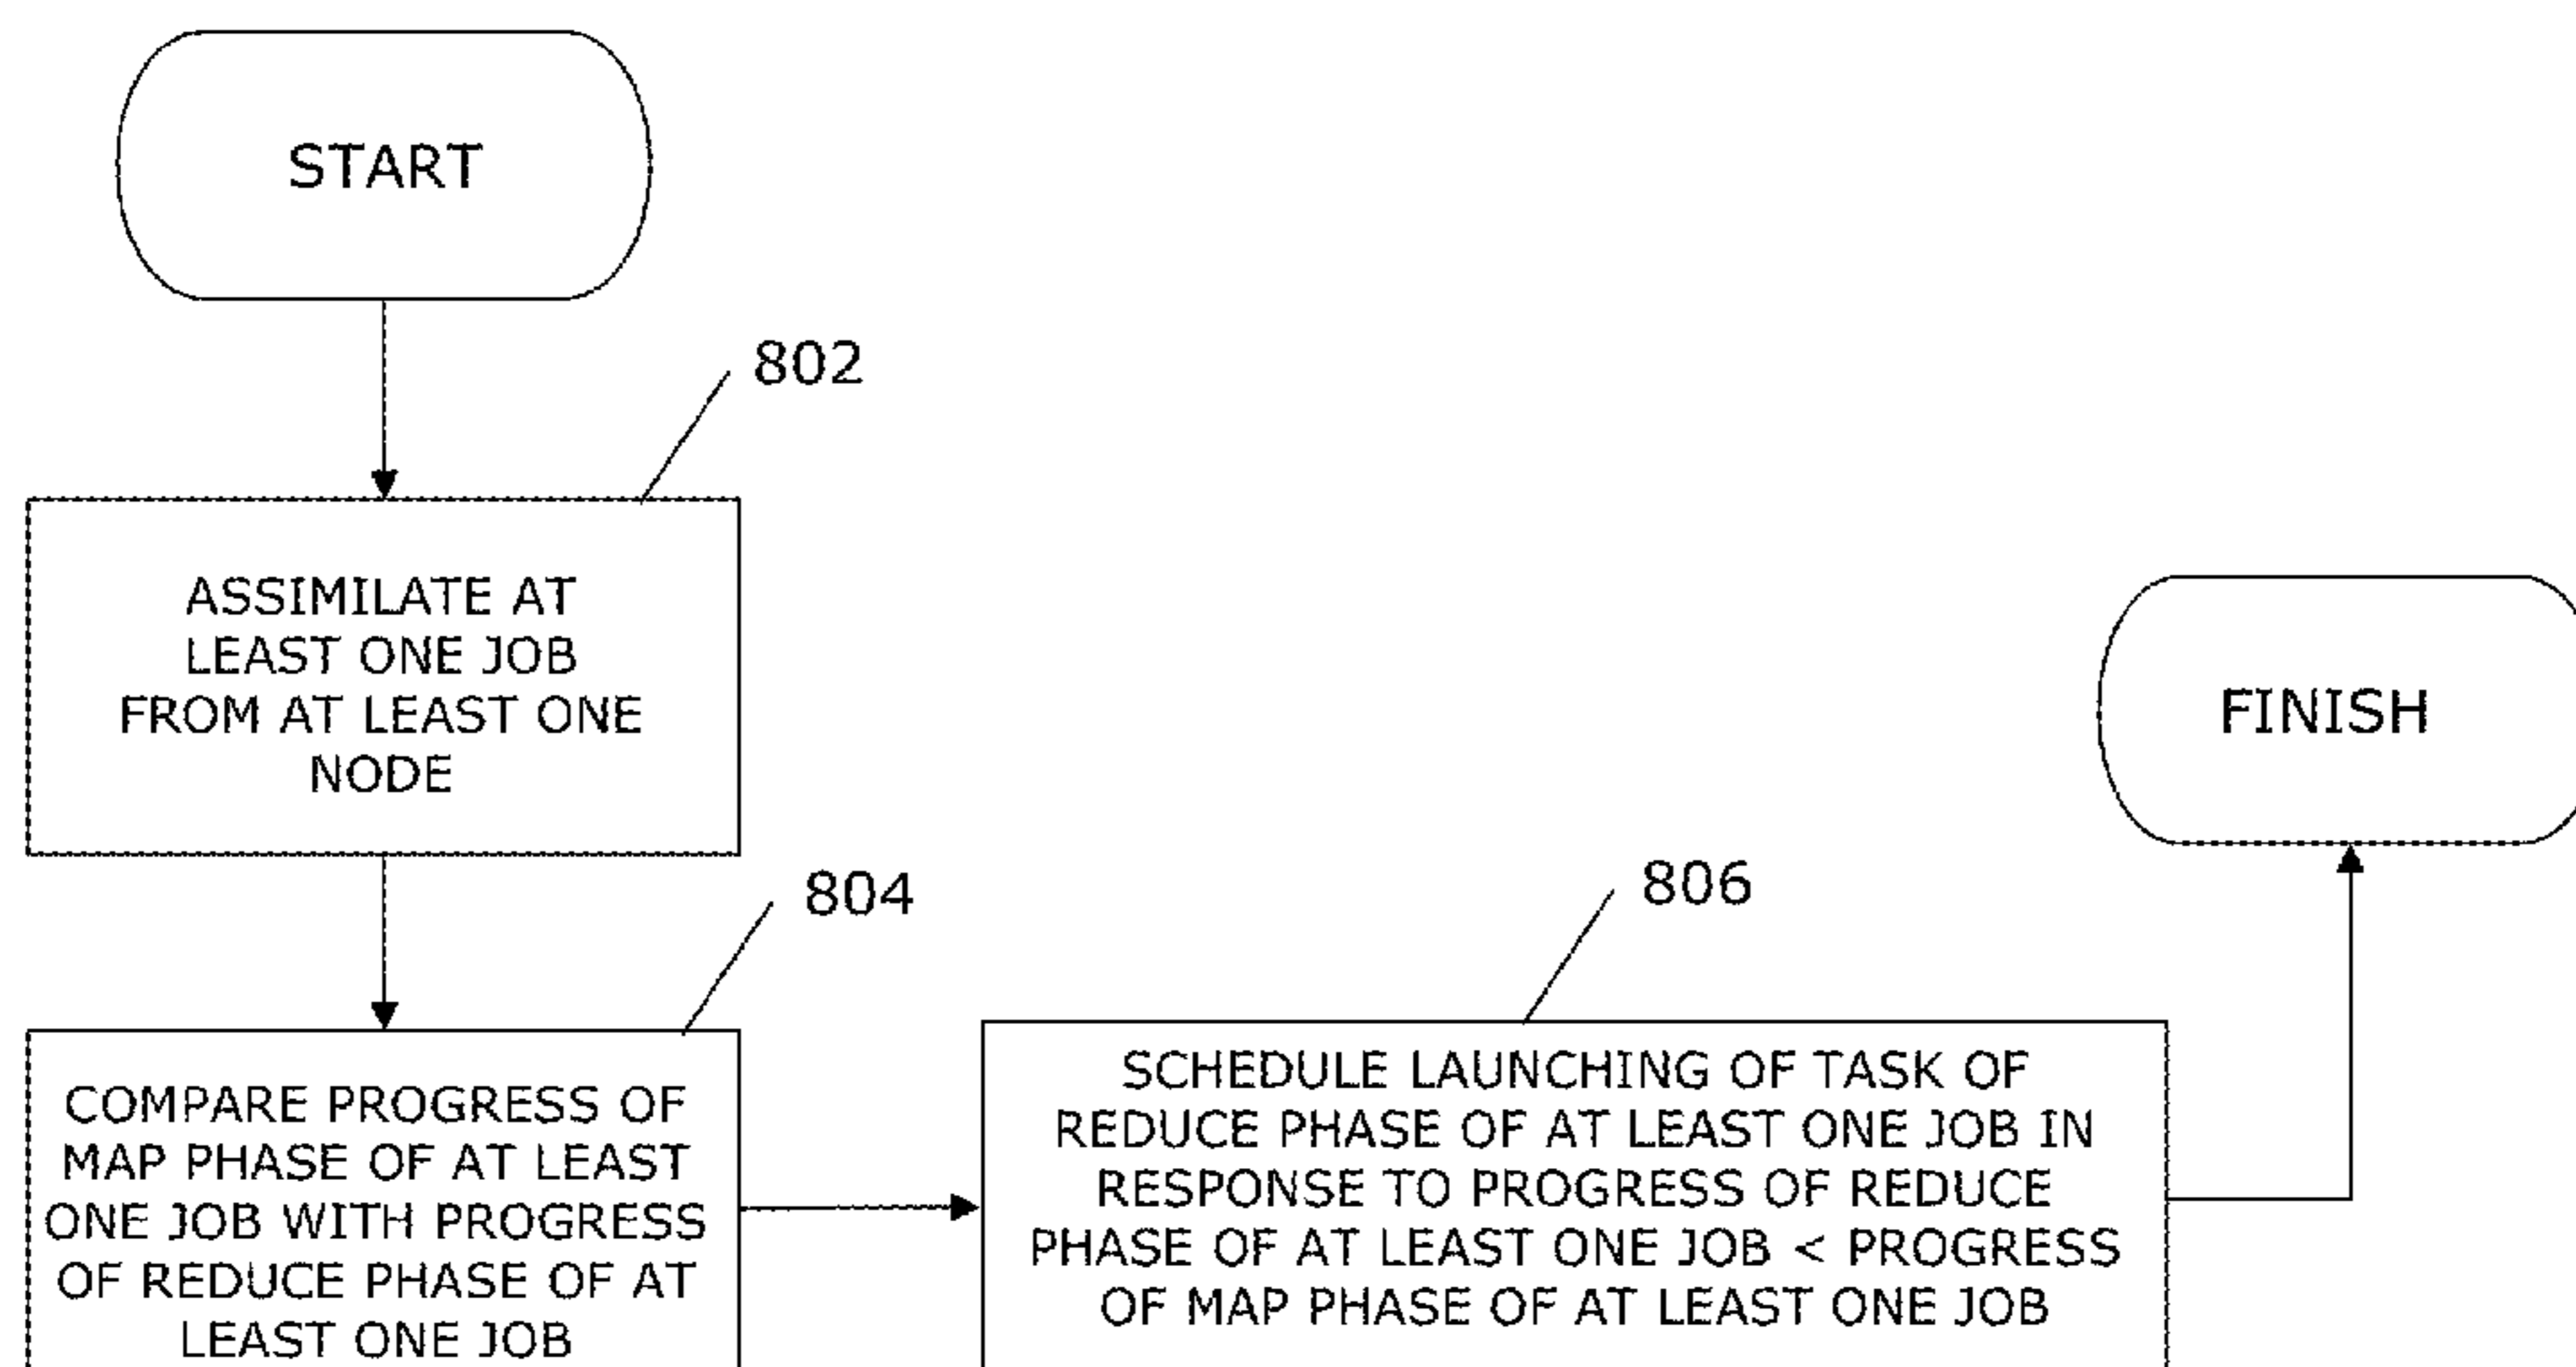 START
802
ASSIMILATE AT
LEAST ONE JOB
FROM AT LEAST ONE
NODE
804
COMPARE PROGRESS OF
MAP PHASE OF AT LEAST
ONE JOB WITH PROGRESS
OF REDUCE PHASE OF AT
LEAST ONE JOB
806
SCHEDULE LAUNCHING OF TASK OF
REDUCE PHASE OF AT LEAST ONE JOB IN
RESPONSE TO PROGRESS OF REDUCE
PHASE OF AT LEAST ONE JOB < PROGRESS
OF MAP PHASE OF AT LEAST ONE JOB
FINISH